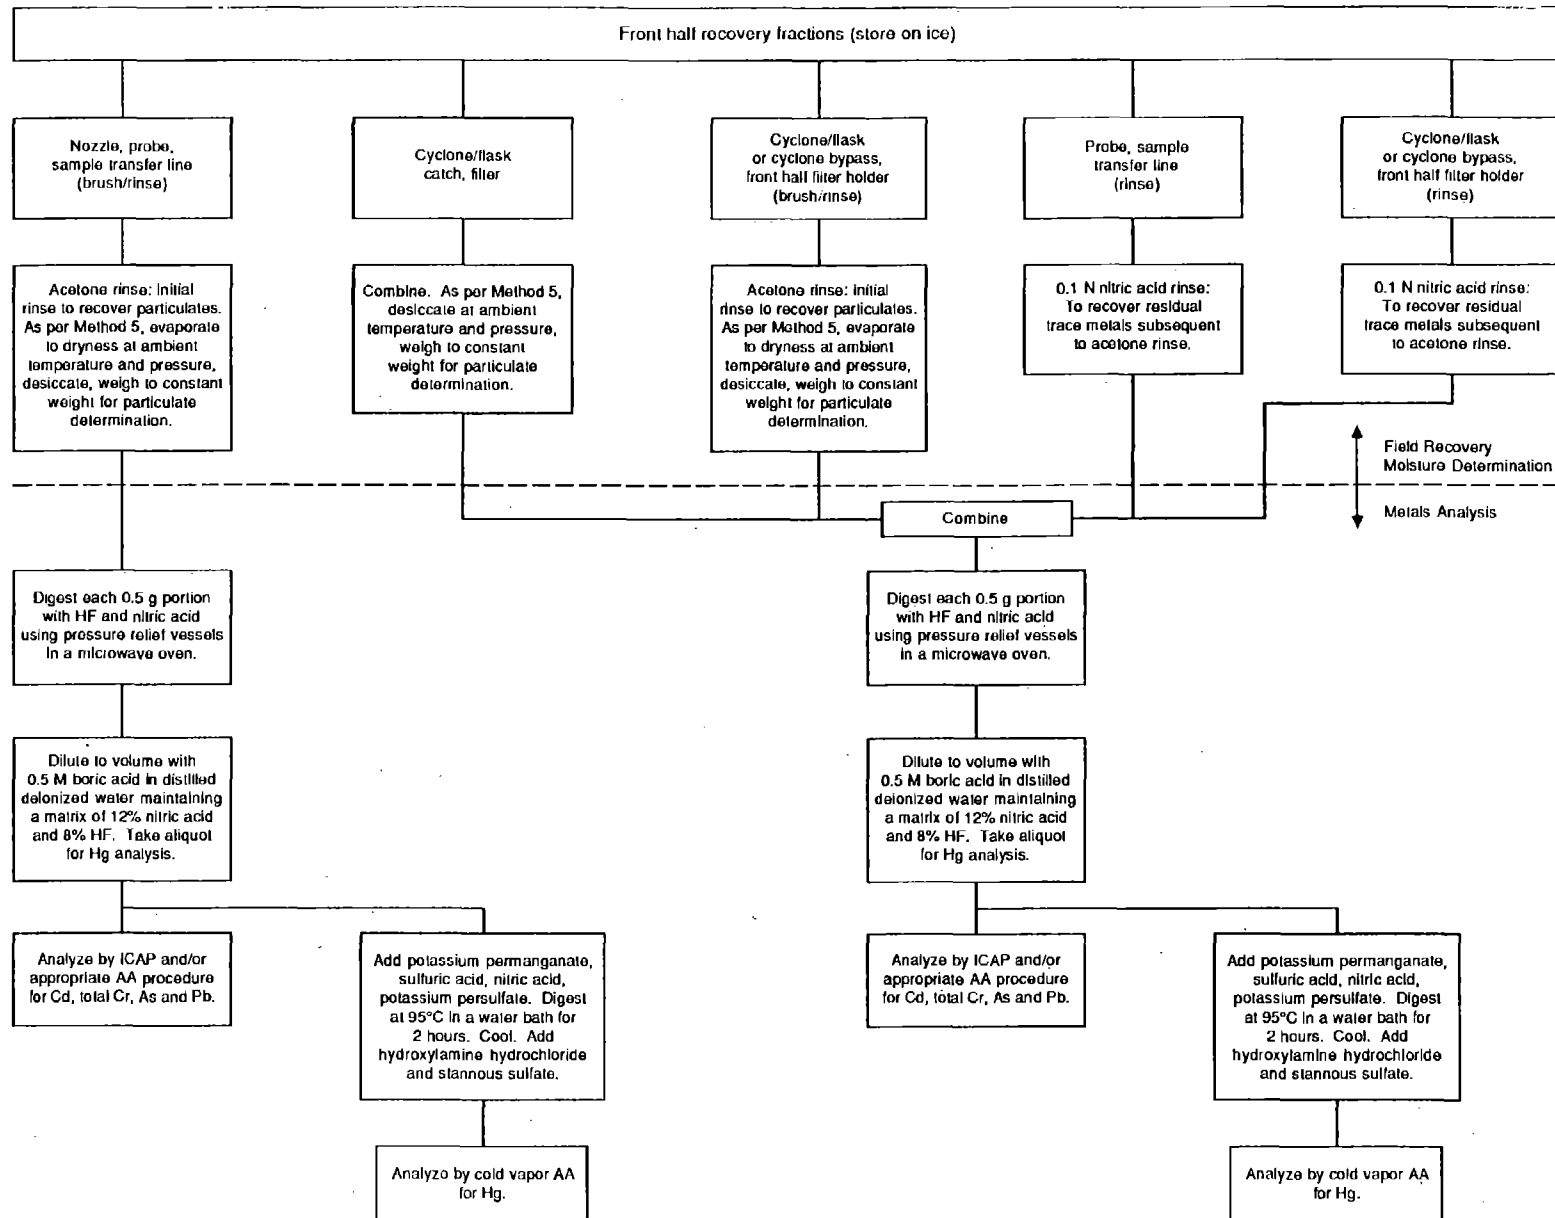 Front half recovery fractions (store on ice)
Nozzle, probe,
sample transfer line
(brush/rinse)
Cyclone/flask
catch, filter
Cyclone/flask
or cyclone bypass,
front half filter holder
(brush/rinse)
Probe, sample
transfer line
(rinse)
Cyclone/flask
or cyclone bypass,
front half filter holder
(rinse)
Acetone rinse: Initial
rinse to recover particulates.
As per Method 5, evaporate
to dryness at ambient
temperature and pressure,
desiccate, weigh to constant
weight for particulate
determination.
Combine. As per Method 5,
desiccate at ambient
temperature and pressure,
weigh to constant
weight for particulate
determination.
Acetone rinse: initial
rinse to recover particulates.
As per Method 5, evaporate
to dryness at ambient
temperature and pressure,
desiccate, weigh to constant
weight for particulate
determination.
0.1 N nitric acid rinse:
To recover residual
trace metals subsequent
to acetone rinse.
0.1 N nitric acid rinse:
To recover residual
trace metals subsequent
to acetone rinse.
Field Recovery
Moisture Determination
Metals Analysis
Combine
Digest each 0.5 g portion
with HF and nitric acid
using pressure relief vessels
in a microwave oven.
Digest each 0.5 g portion
with HF and nitric acid
using pressure relief vessels
in a microwave oven.
Dilute to volume with
0.5 M boric acid in distilled
deionized water maintaining
a matrix of 12% nitric acid
and 8% HF. Take aliquot
for Hg analysis.
Dilute to volume with
0.5 M boric acid in distilled
deionized water maintaining
a matrix of 12% nitric acid
and 8% HF. Take aliquot
for Hg analysis.
Analyze by ICAP and/or
appropriate AA procedure
for Cd, total Cr, As and Pb.
Add potassium permanganate,
sulfuric acid, nitric acid,
potassium persulfate. Digest
at 95°C in a water bath for
2 hours. Cool. Add
hydroxylamine hydrochloride
and stannous sulfate.
Analyze by ICAP and/or
appropriate AA procedure
for Cd, total Cr, As and Pb.
Add potassium permanganate,
sulfuric acid, nitric acid,
potassium persulfate. Digest
at 95°C in a water bath for
2 hours. Cool. Add
hydroxylamine hydrochloride
and stannous sulfate.
Analyze by cold vapor AA
for Hg.
Analyze by cold vapor AA
for Hg.